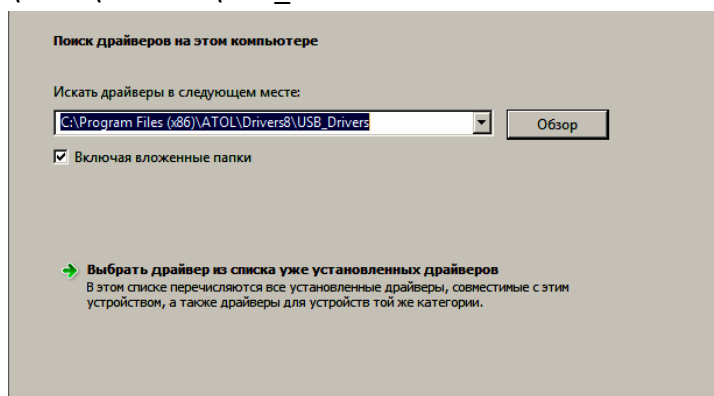 Поиск драйверов на этом компьютере
Искать драйверы в следующем месте:
C:\Program Files (x86)\ATOL\Drivers8\USB_Drivers
Обзор
Включая вложенные папки
Выбрать драйвер из списка уже установленных драйверов
В этом списке перечисляются все установленные драйверы, совместимые с этим
устройством, а также драйверы для устройств той же категории.